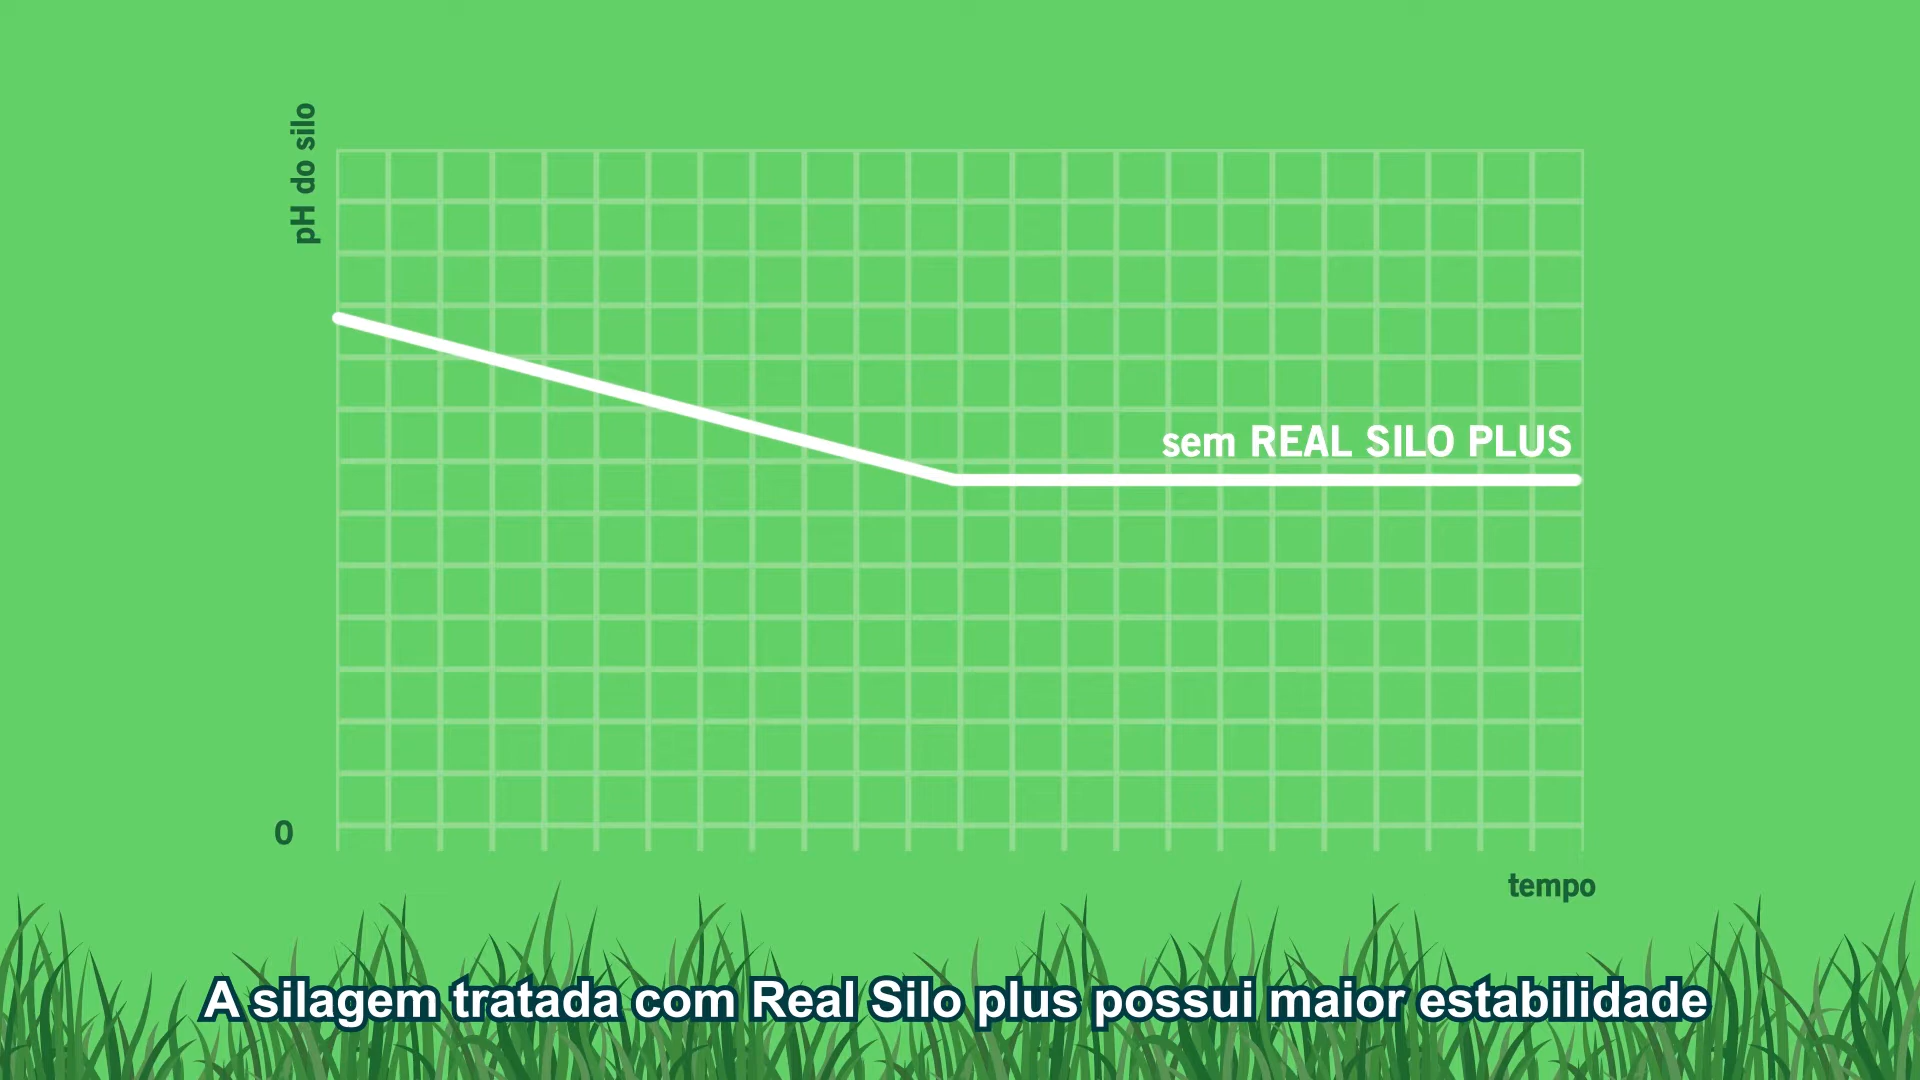 pH do silo
sem REAL SILO PLUS
0
tempo
A silagem tratada com Real Silo plus possui maior estabilidade